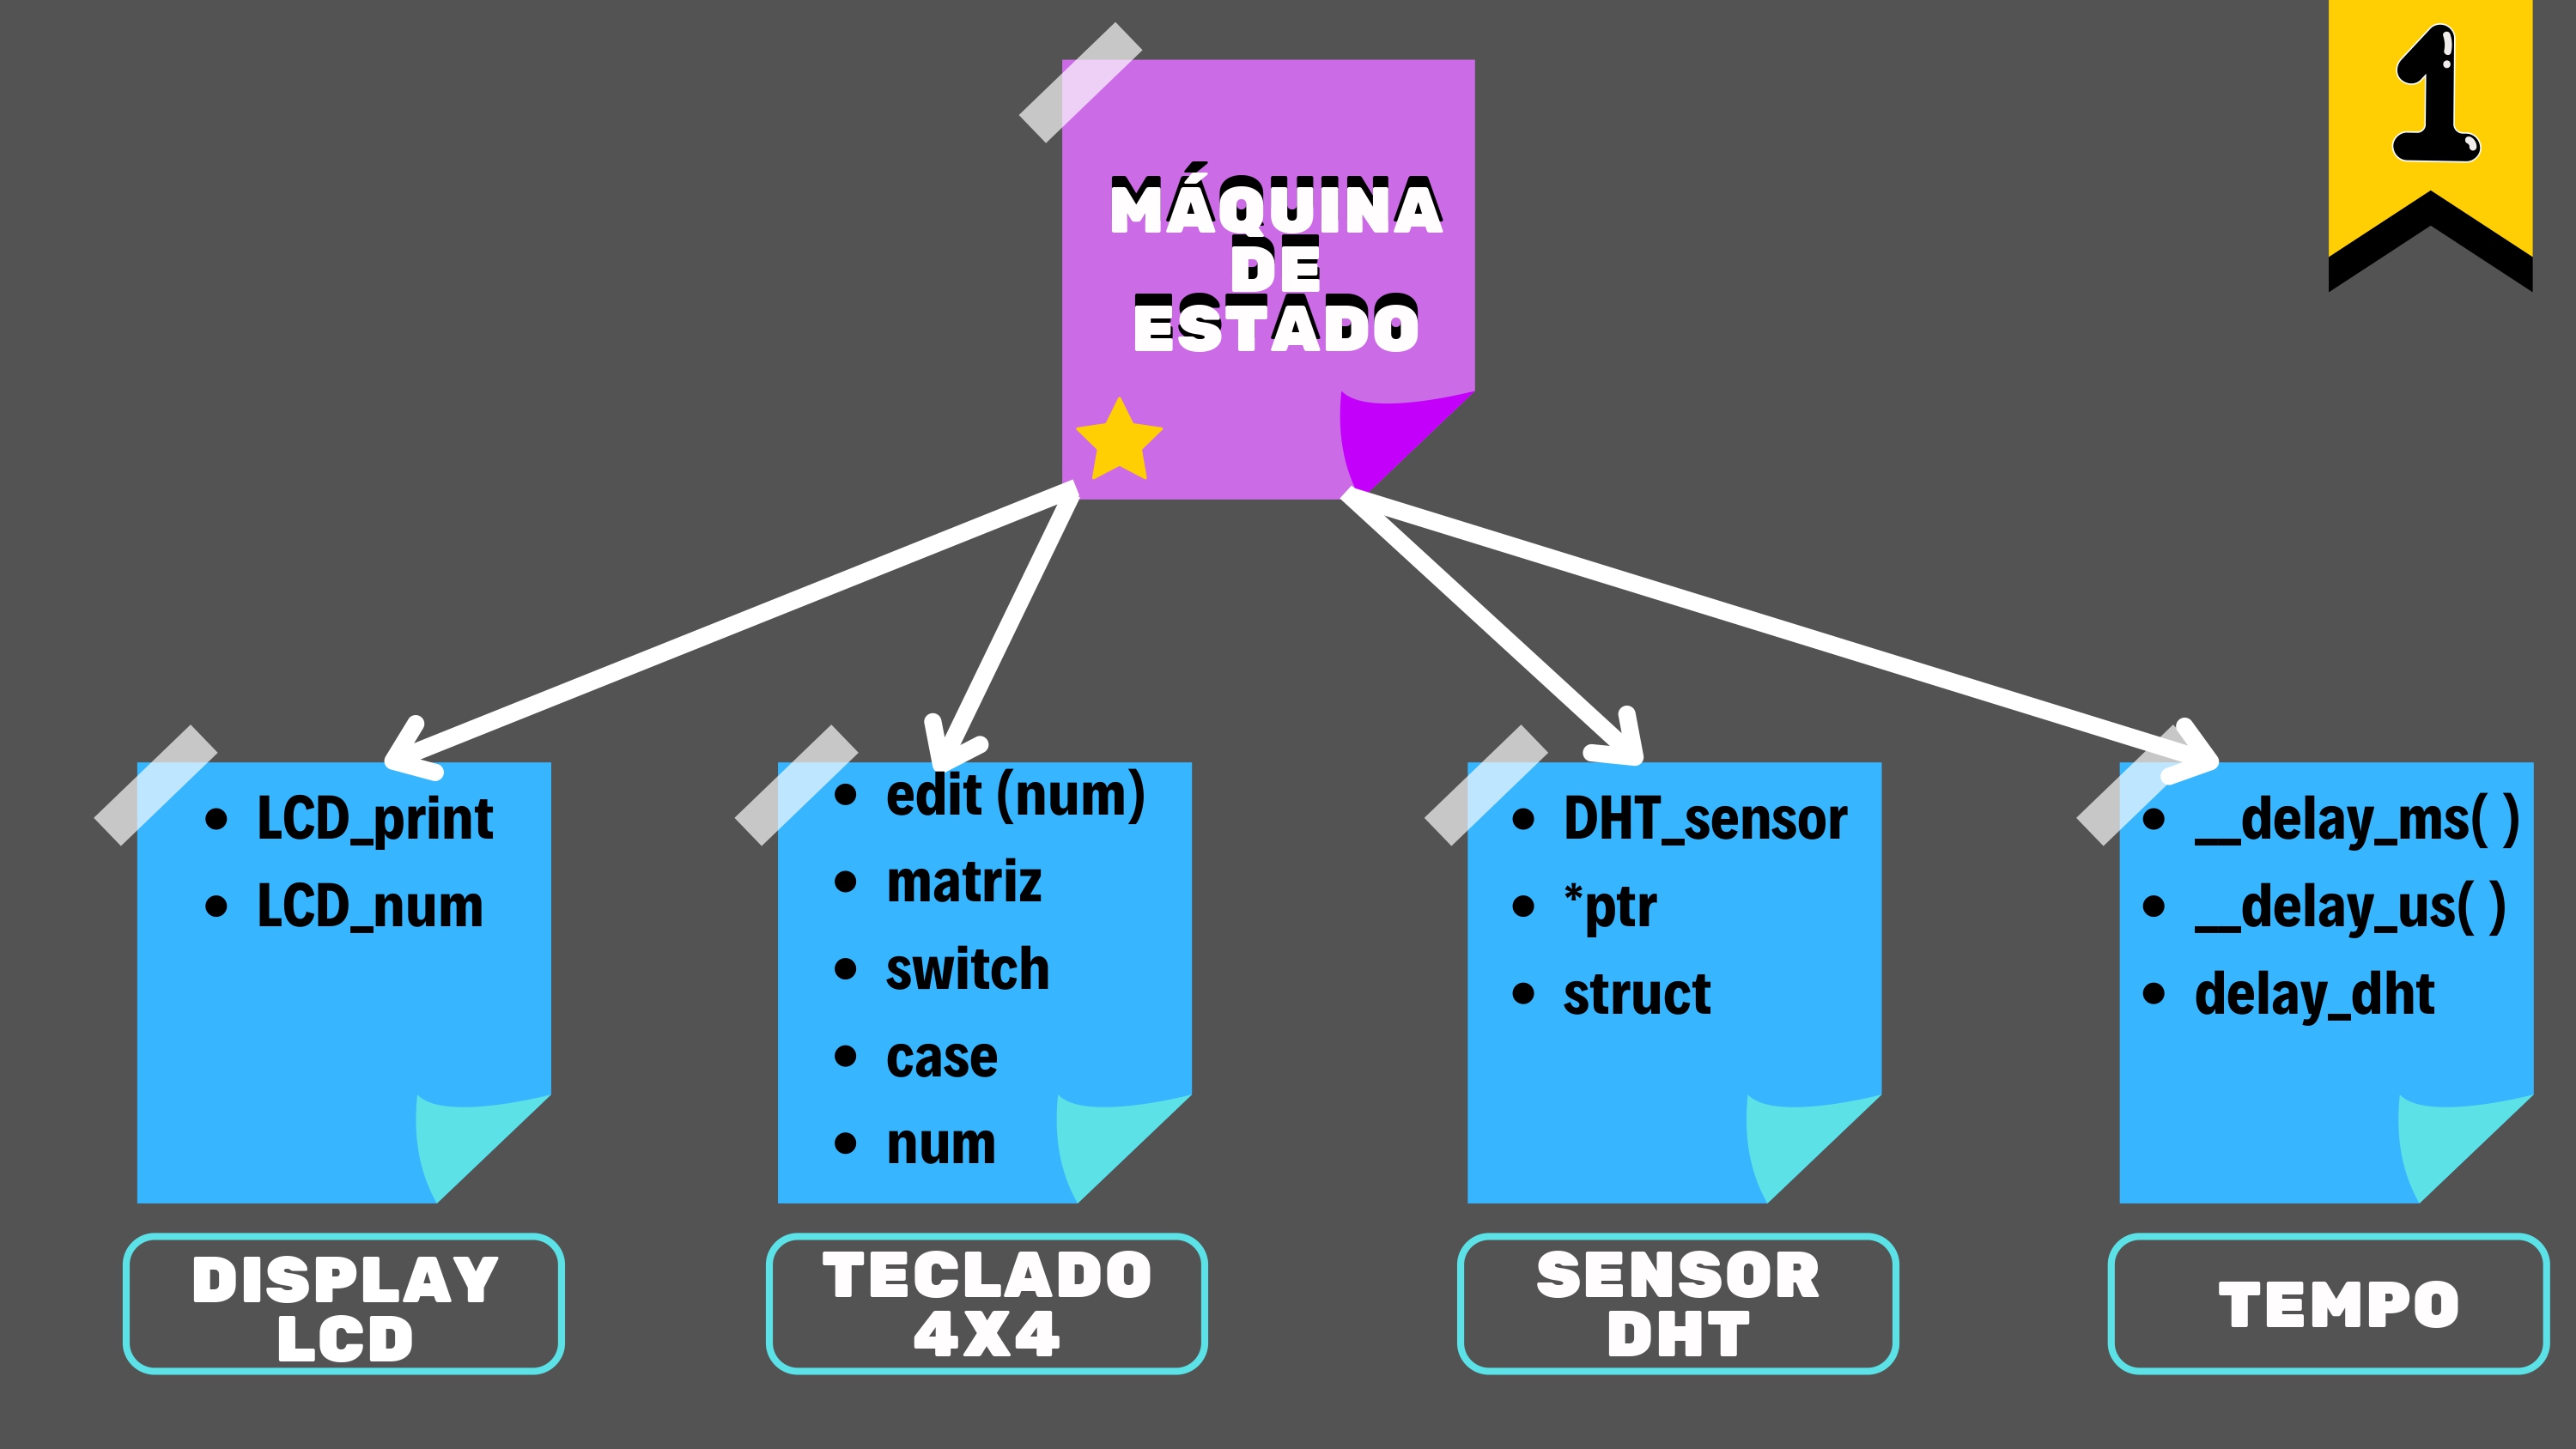 1
MÁQUINA
DE
ESTADO
• LCD_print
• LCD_num
DISPLAY
LCD
• edit (num)
• matriz
• switch
• case
• num
TECLADO
4X4
• DHT_sensor
• *ptr
• struct
SENSOR
DHT
• __delay_ms( )
• __delay_us( )
• delay_dht
TEMPO